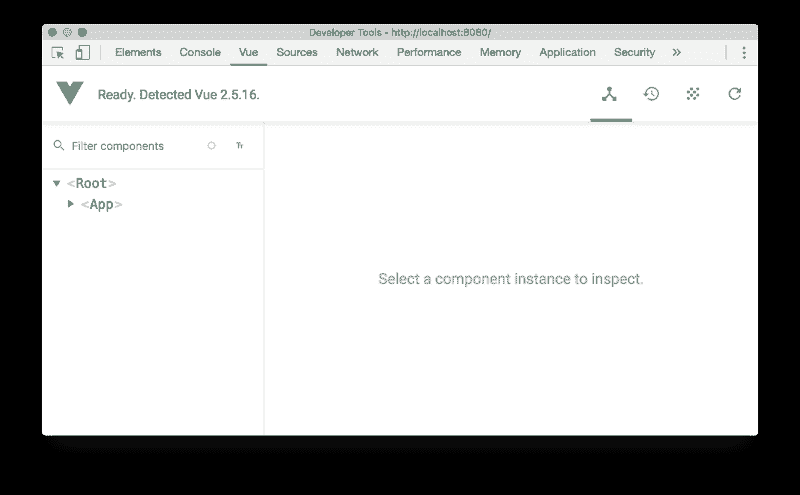 Developer Tools - http://localhost:8080/
Elements Console Vue Sources Network Performance Memory Application Security »
Ready. Detected Vue 2.5.16.
Filter components Tr
<Root>
<App>
Select a component instance to inspect.